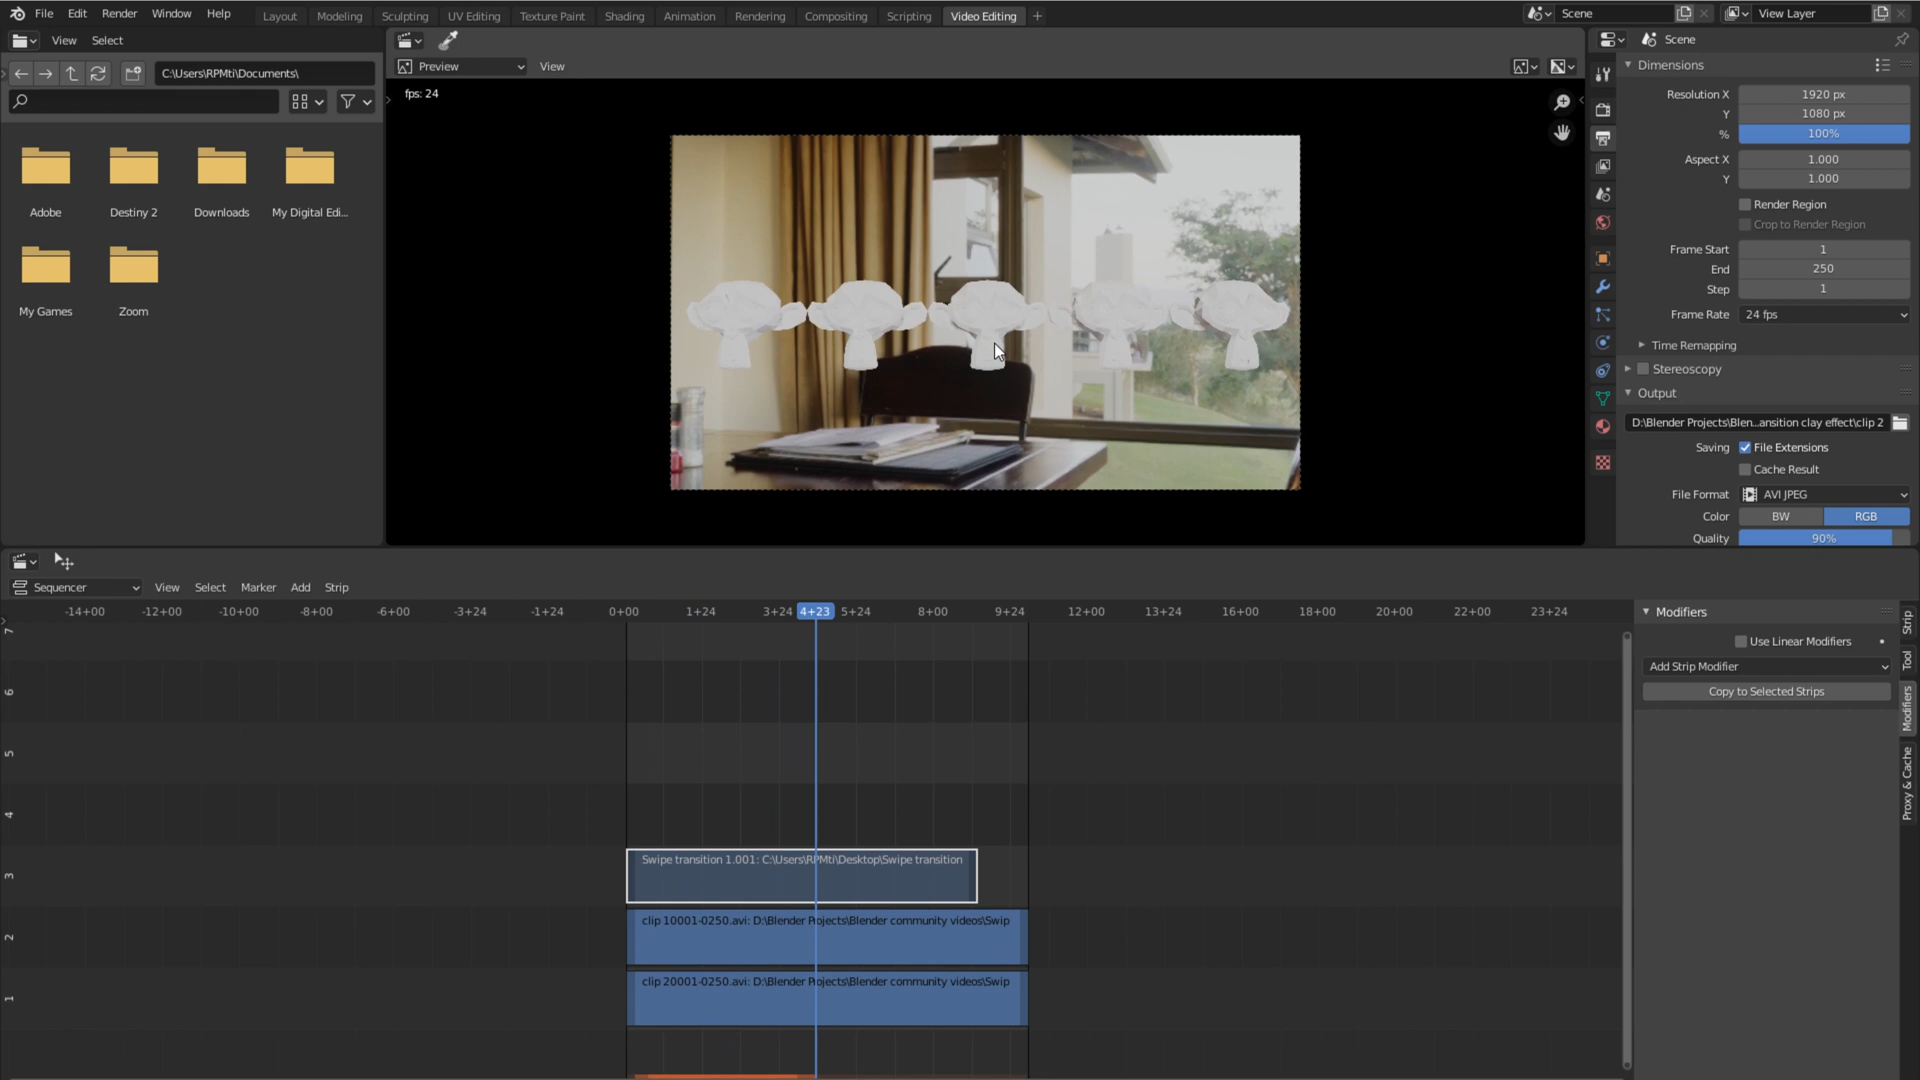 File Edit Render Window Help
Layout Modeling Sculpting UV Editing Texture Paint Shading Animation Rendering Compositing Scripting Video Editing +
Scene
View Layer
View Select
Scene
C:\Users\RPMti\Documents\
Preview View
Dimensions
fps: 24
Resolution X 1920 px
Y 1080 px
% 100%
Aspect X 1.000
Y 1.000
Render Region
Crop to Render Region
Adobe Destiny 2 Downloads My Digital Edi...
Frame Start 1
End 250
Step 1
My Games Zoom
Frame Rate 24 fps
Time Remapping
Stereoscopy
Output
D:\Blender Projects\Blen...ansition clay effect\clip 2
Saving File Extensions
Cache Result
File Format AVI JPEG
Color BW RGB
Quality 90%
Sequencer View Select Marker Add Strip
-14+00 -12+00 -10+00 -8+00 -6+00 -3+24 -1+24 0+00 1+24 3+24 4+23 5+24 8+00 9+24 12+00 13+24 16+00 18+00 20+00 22+00 23+24
Modifiers
Use Linear Modifiers
Add Strip Modifier
Copy to Selected Strips
Strip
Tool
Modifiers
Proxy & Cache
7
6
5
4
3
Swipe transition 1.001: C:\Users\RPMti\Desktop\Swipe transition
2
clip 10001-0250.avi: D:\Blender Projects\Blender community videos\Swip
1
clip 20001-0250.avi: D:\Blender Projects\Blender community videos\Swip